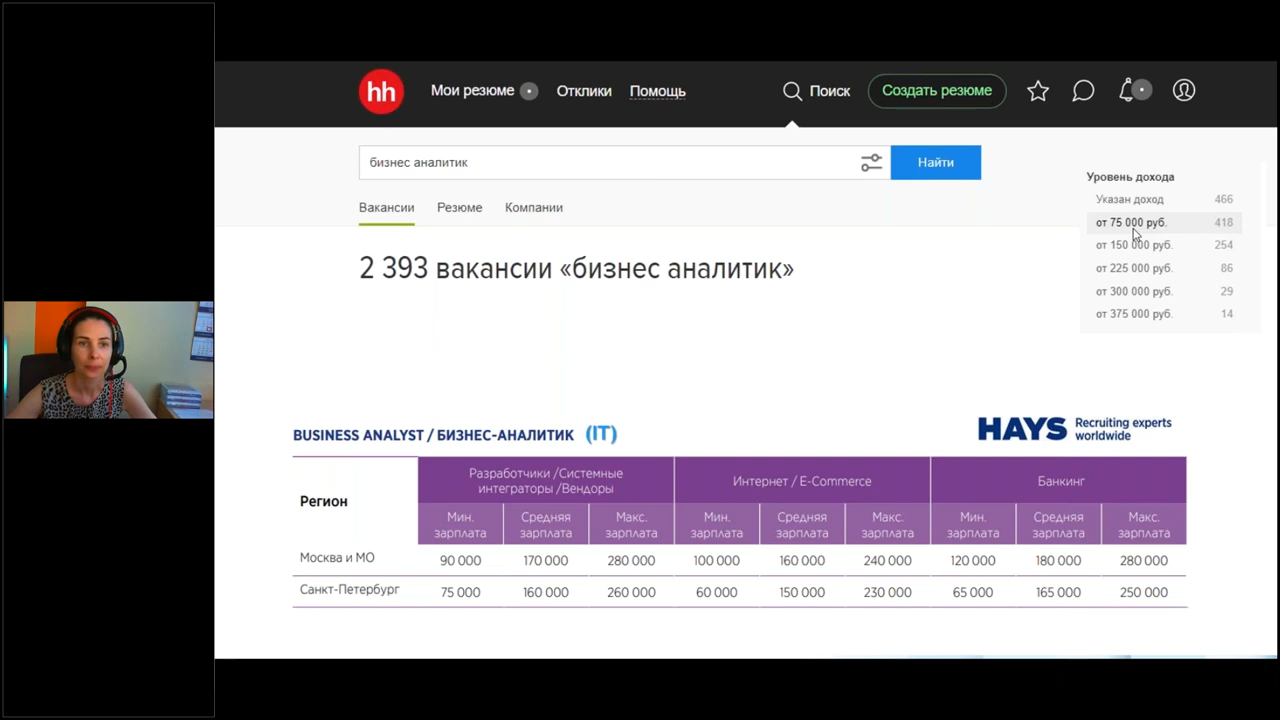 hh
Мои резюме
Отклики
Помощь
Поиск
Создать резюме
бизнес аналитик
Найти
Вакансии
Резюме
Компании
Уровень дохода
Указан доход 466
от 75 000 руб. 418
от 150 000 руб. 254
от 225 000 руб. 86
от 300 000 руб. 29
от 375 000 руб. 14
2 393 вакансии «бизнес аналитик»
BUSINESS ANALYST / БИЗНЕС-АНАЛИТИК (IT)
HAYS Recruiting experts
worldwide
Регион
Разработчики /Системные
интеграторы /Вендоры
Интернет / E-Commerce
Банкинг
Мин. Средняя Макс. Мин. Средняя Макс. Мин. Средняя Макс.
зарплата зарплата зарплата зарплата зарплата зарплата зарплата зарплата зарплата
Москва и МО 90 000 170 000 280 000 100 000 160 000 240 000 120 000 180 000 280 000
Санкт-Петербург 75 000 160 000 260 000 60 000 150 000 230 000 65 000 165 000 250 000